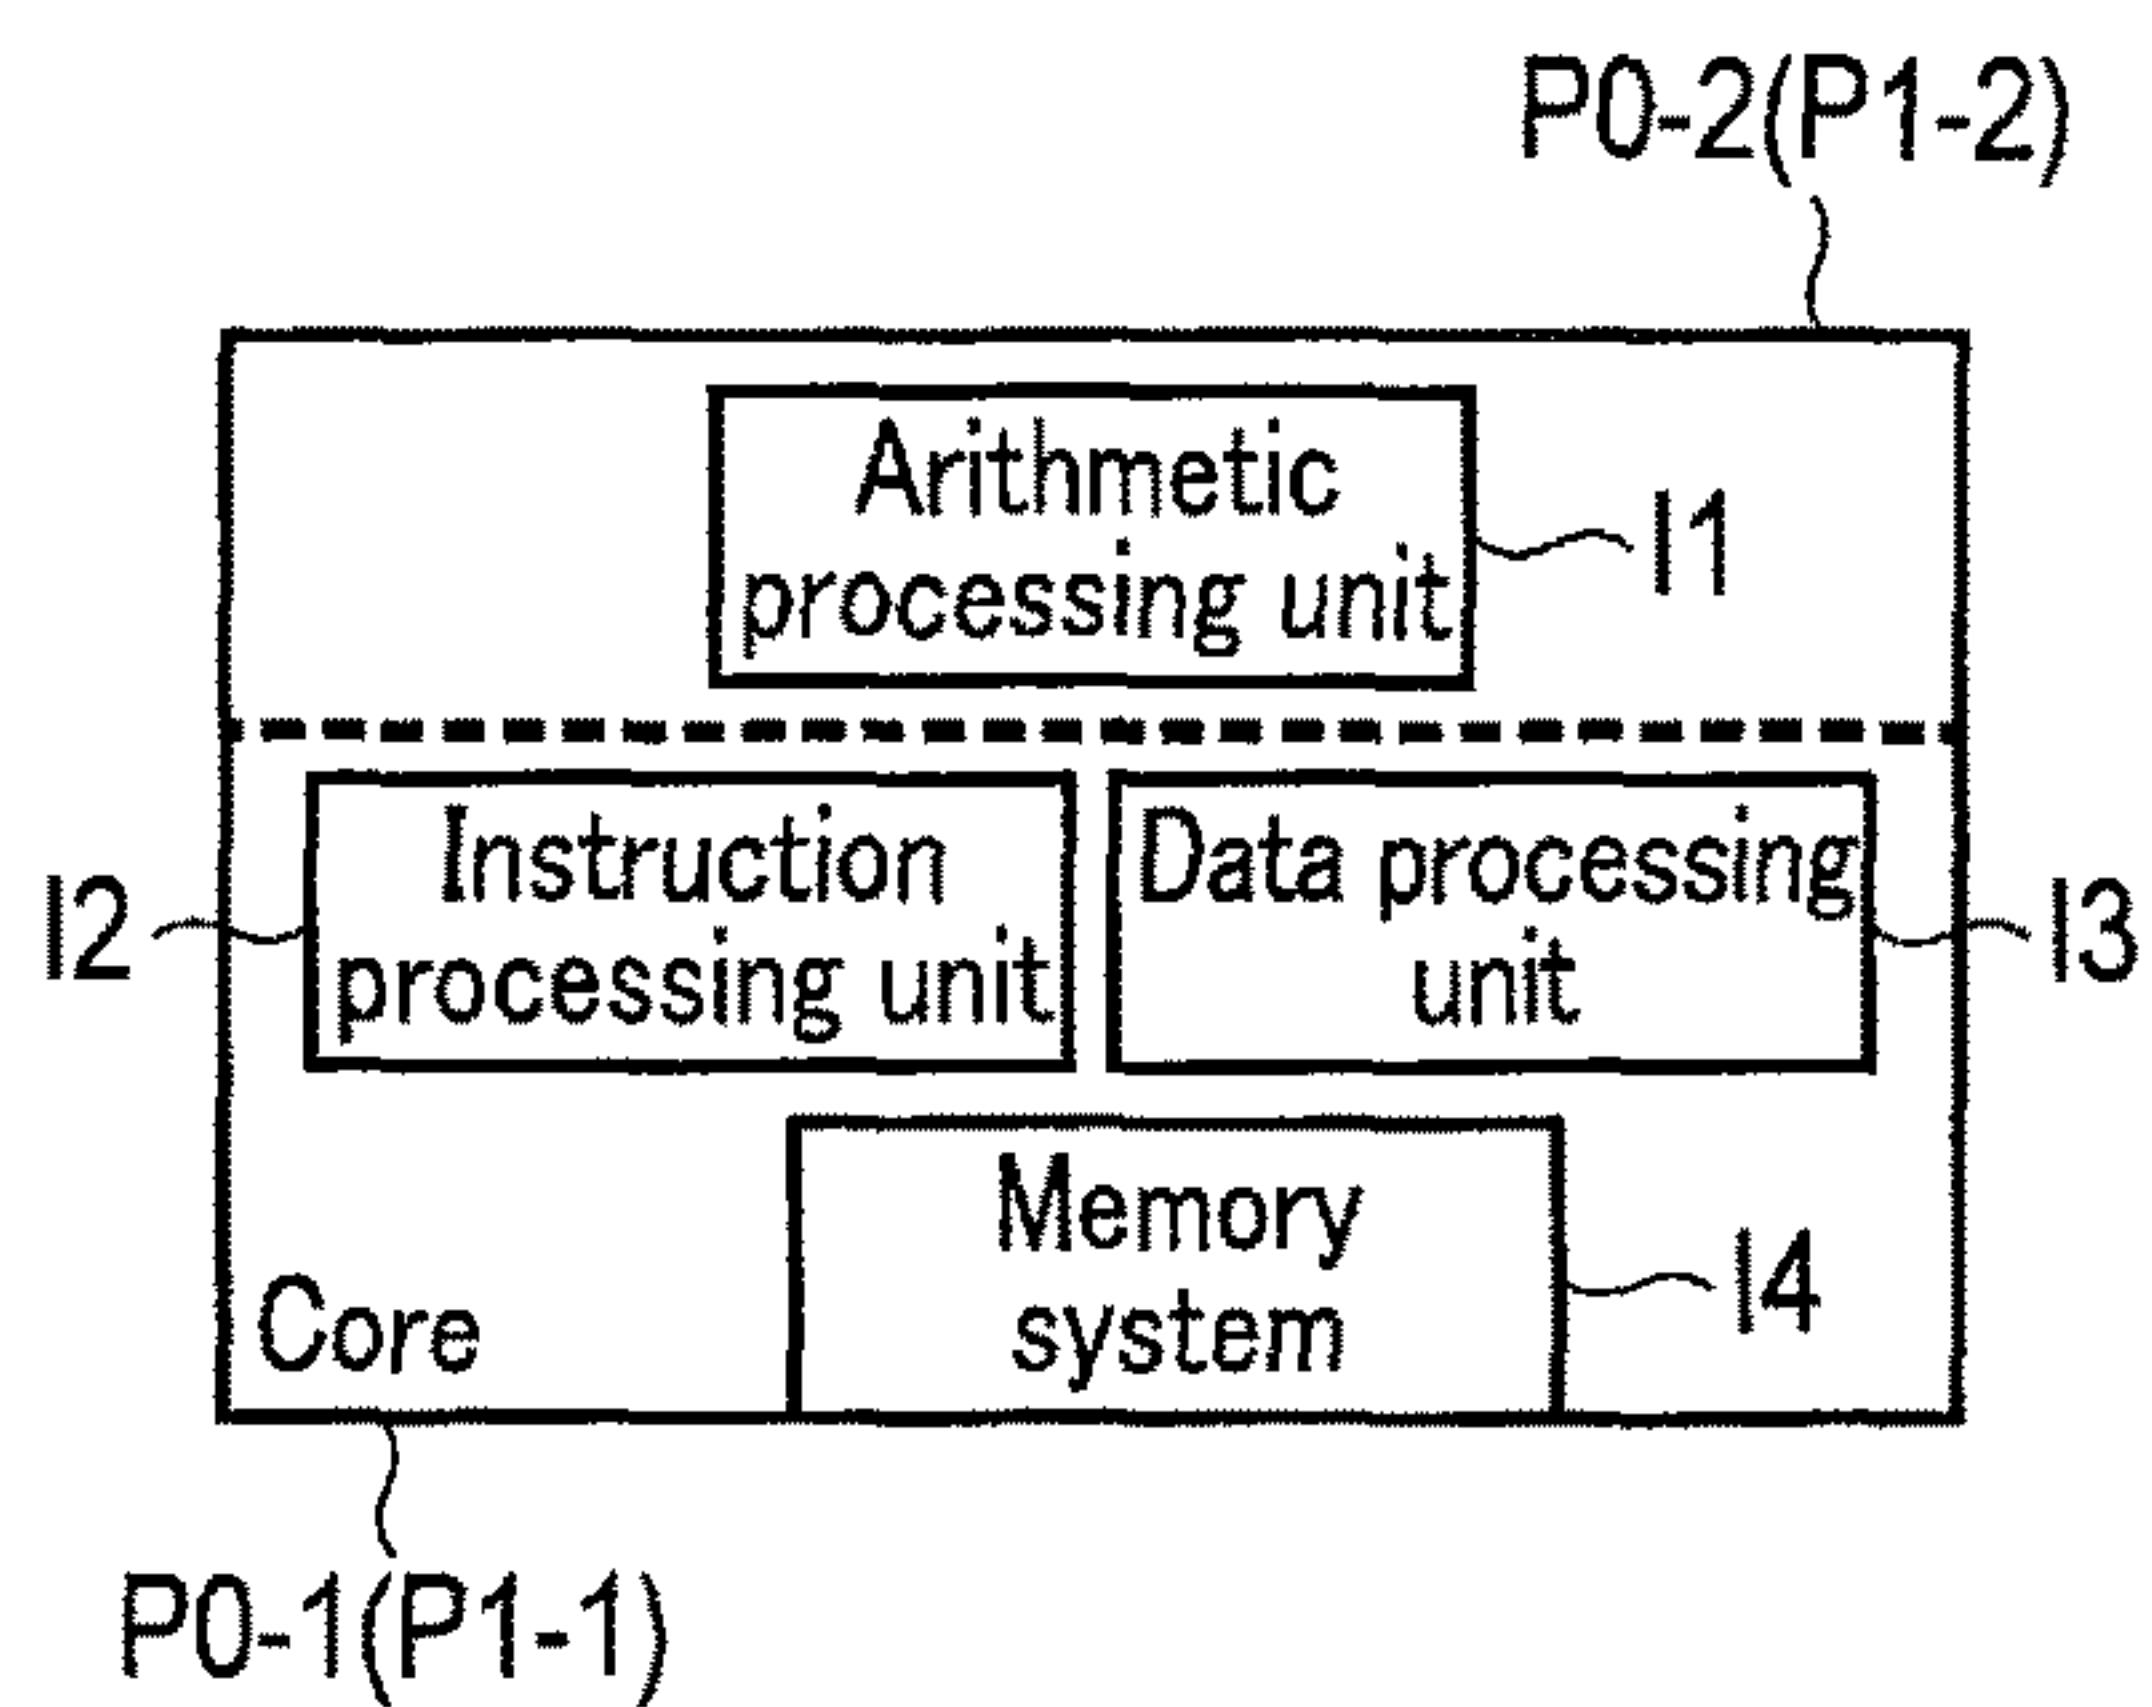 P0-2(P1-2)
Arithmetic
processing unit
I1
Instruction
processing unit
Data processing
unit
I2
I3
Memory
system
I4
Core
P0-1(P1-1)